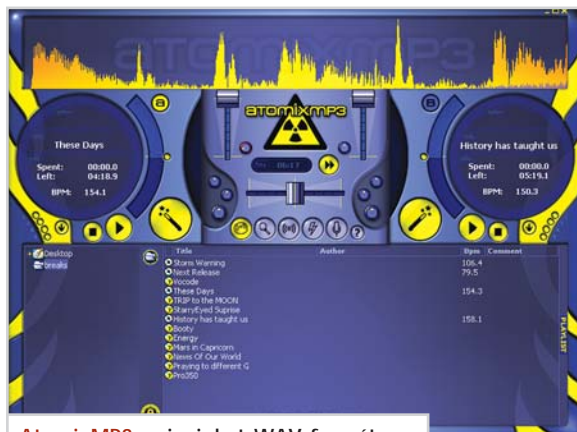 ATOMIXMP3
A
B
ATOMIXMP3
These Days
Spent: 00:00.0
Left: 04:18.9
BPM: 154.1
History has taught us
Spent: 00:00.0
Left: 05:19.1
BPM: 150.3
Desktop
breaks
Title Author Bpm Comment
Storm Warning 106.4
Next Release 79.5
Vocode
These Days 154.3
TRIP to the MOON
StarryEyed Suprise
History has taught us 158.1
Booty
Energy
Mars in Capricorn
News Of Our World
Praying to different G
Pro350
PLAYLIST